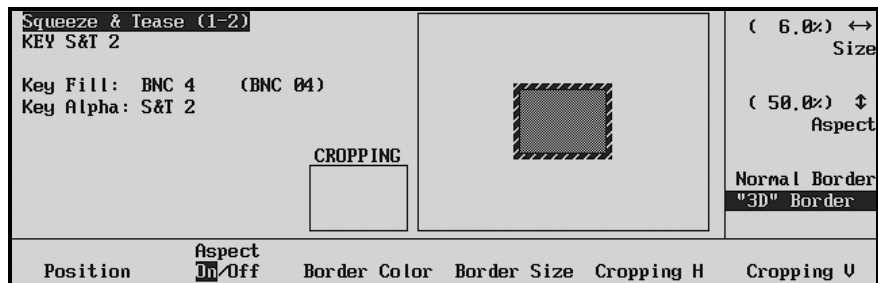 Squeeze & Tease (1-2)
KEY S&T 2
Key Fill: BNC 4 (BNC 04)
Key Alpha: S&T 2
CROPPING
( 6.0%) ↔
Size
( 50.0%) ↕
Aspect
Normal Border
"3D" Border
Position
Aspect
On/Off
Border Color
Border Size
Cropping H
Cropping V